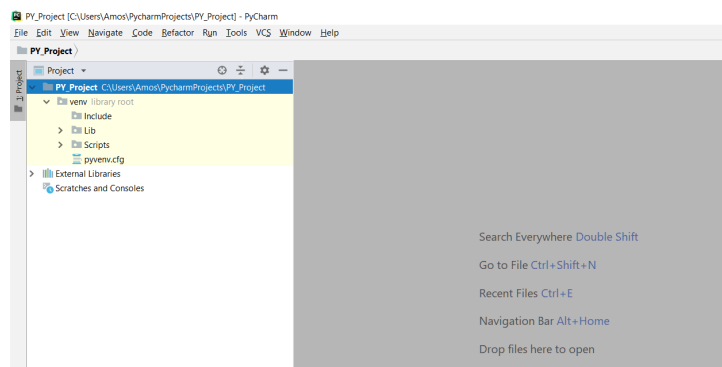 PY_Project [C:\Users\Amos\PycharmProjects\PY_Project] - PyCharm
File Edit View Navigate Code Refactor Run Tools VCS Window Help
PY_Project
1: Project
Project
PY_Project C:\Users\Amos\PycharmProjects\PY_Project
venv library root
Include
Lib
Scripts
pyvenv.cfg
External Libraries
Scratches and Consoles
Search Everywhere Double Shift
Go to File Ctrl+Shift+N
Recent Files Ctrl+E
Navigation Bar Alt+Home
Drop files here to open